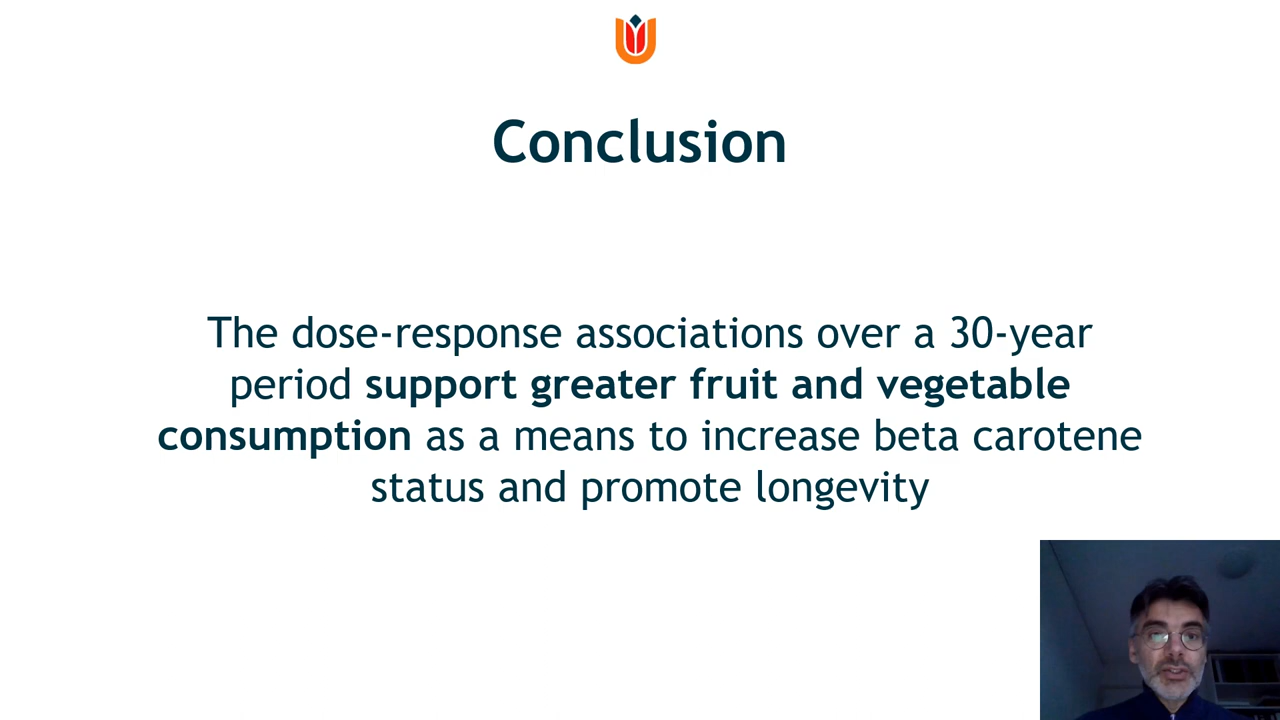 Conclusion
The dose-response associations over a 30-year
period support greater fruit and vegetable
consumption as a means to increase beta carotene
status and promote longevity